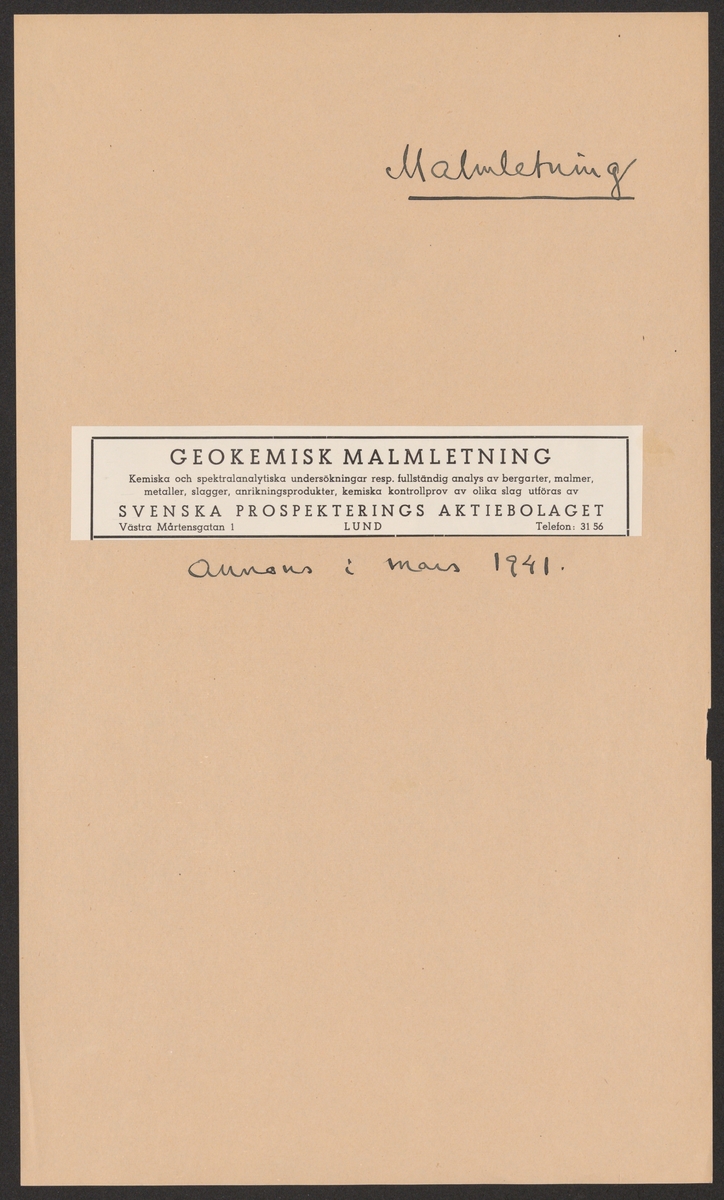 Malmletning
GEOKEMISK MALMLETNING
Kemiska och spektralanalytiska undersökningar resp. fullständig analys av bergarter, malmer,
metaller, slagger, anrikningsprodukter, kemiska kontrollprov av olika slag utföras av
SVENSKA PROSPEKTERINGS AKTIEBOLAGET
Västra Mårtensgatan 1 LUND Telefon: 31 56
Annons i mars 1941.